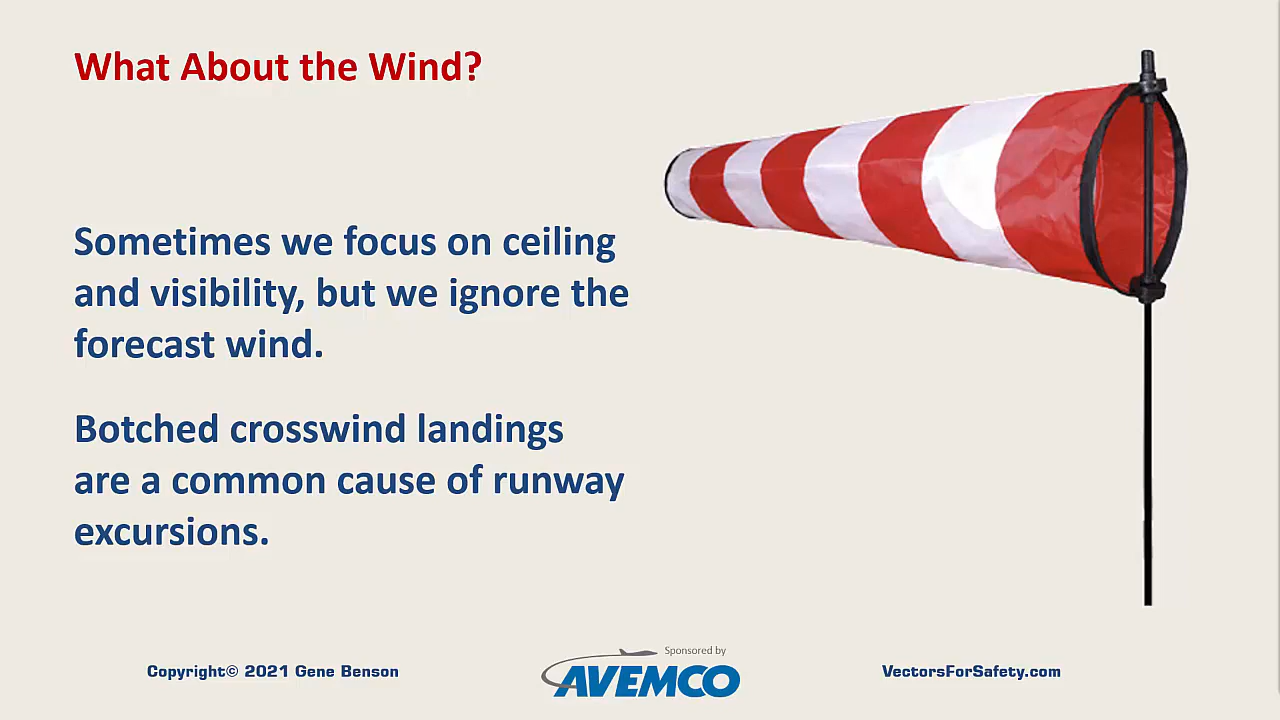 What About the Wind?
Sometimes we focus on ceiling
and visibility, but we ignore the
forecast wind.
Botched crosswind landings
are a common cause of runway
excursions.
Copyright© 2021 Gene Benson
Sponsored by
AVEMCO
VectorsForSafety.com